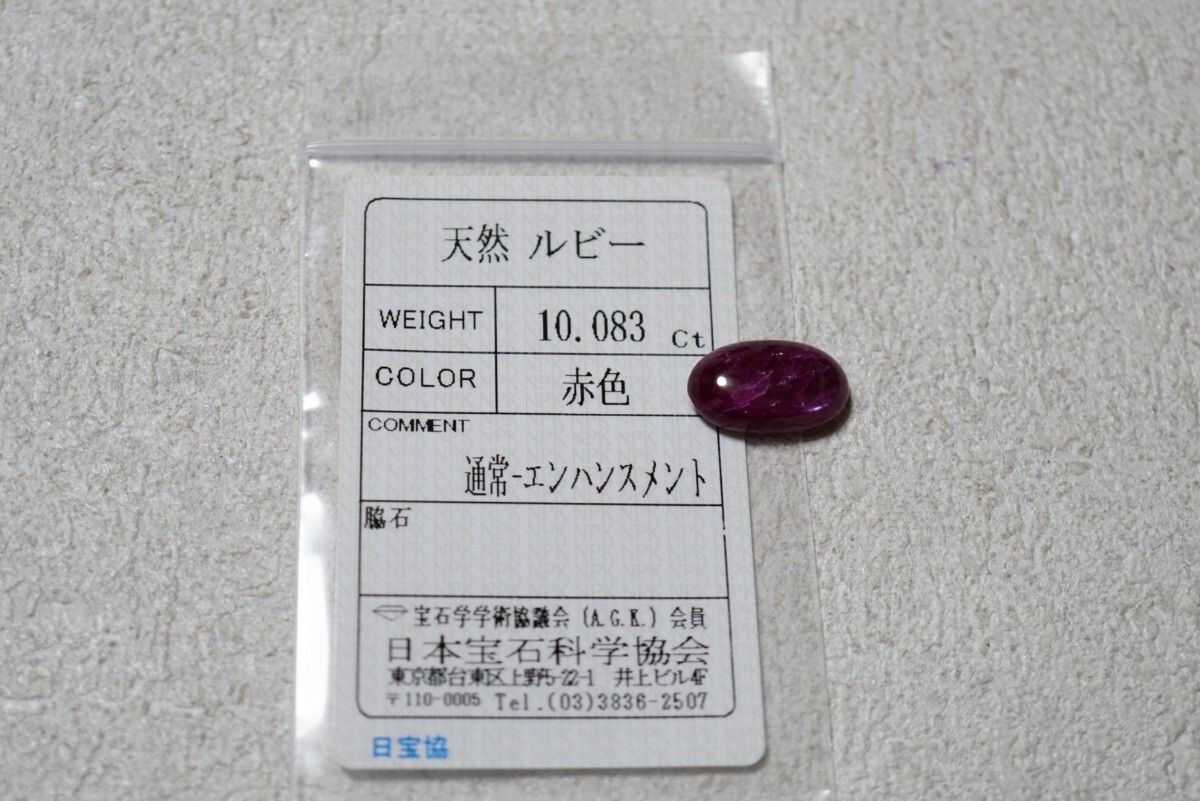 天然 ルビー
WEIGHT 10.083 Ct
COLOR 赤色
COMMENT
通常-エンハンスメント
脇石
宝石学学術協議会 (A.G.K.) 会員
日本宝石科学協会
東京都台東区上野5-22-1 井上ビル4F
〒110-0005 Tel.(03)3836-2507
日宝協